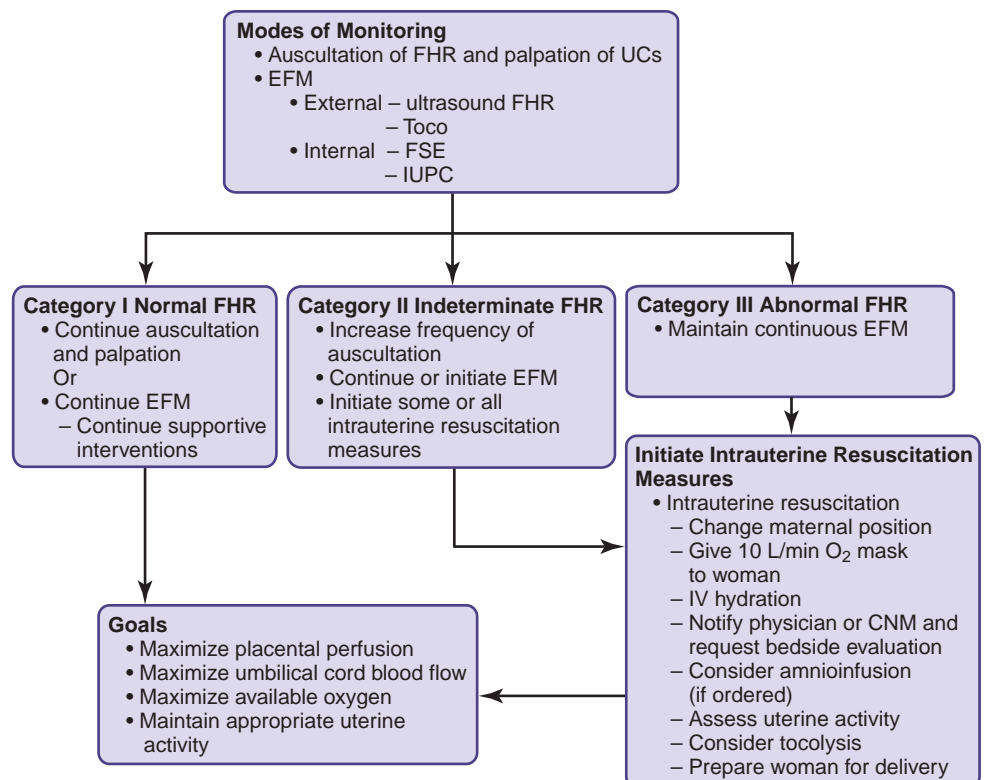 Modes of Monitoring
• Auscultation of FHR and palpation of UCs
• EFM
• External – ultrasound FHR
– Toco
• Internal – FSE
– IUPC
Category I Normal FHR
• Continue auscultation
and palpation
Or
• Continue EFM
– Continue supportive
interventions
Category II Indeterminate FHR
• Increase frequency of
auscultation
• Continue or initiate EFM
• Initiate some or all
intrauterine resuscitation
measures
Category III Abnormal FHR
• Maintain continuous EFM
Initiate Intrauterine Resuscitation
Measures
• Intrauterine resuscitation
– Change maternal position
– Give 10 L/min O₂ mask
to woman
– IV hydration
– Notify physician or CNM and
request bedside evaluation
– Consider amnioinfusion
(if ordered)
– Assess uterine activity
– Consider tocolysis
– Prepare woman for delivery
Goals
• Maximize placental perfusion
• Maximize umbilical cord blood flow
• Maximize available oxygen
• Maintain appropriate uterine
activity